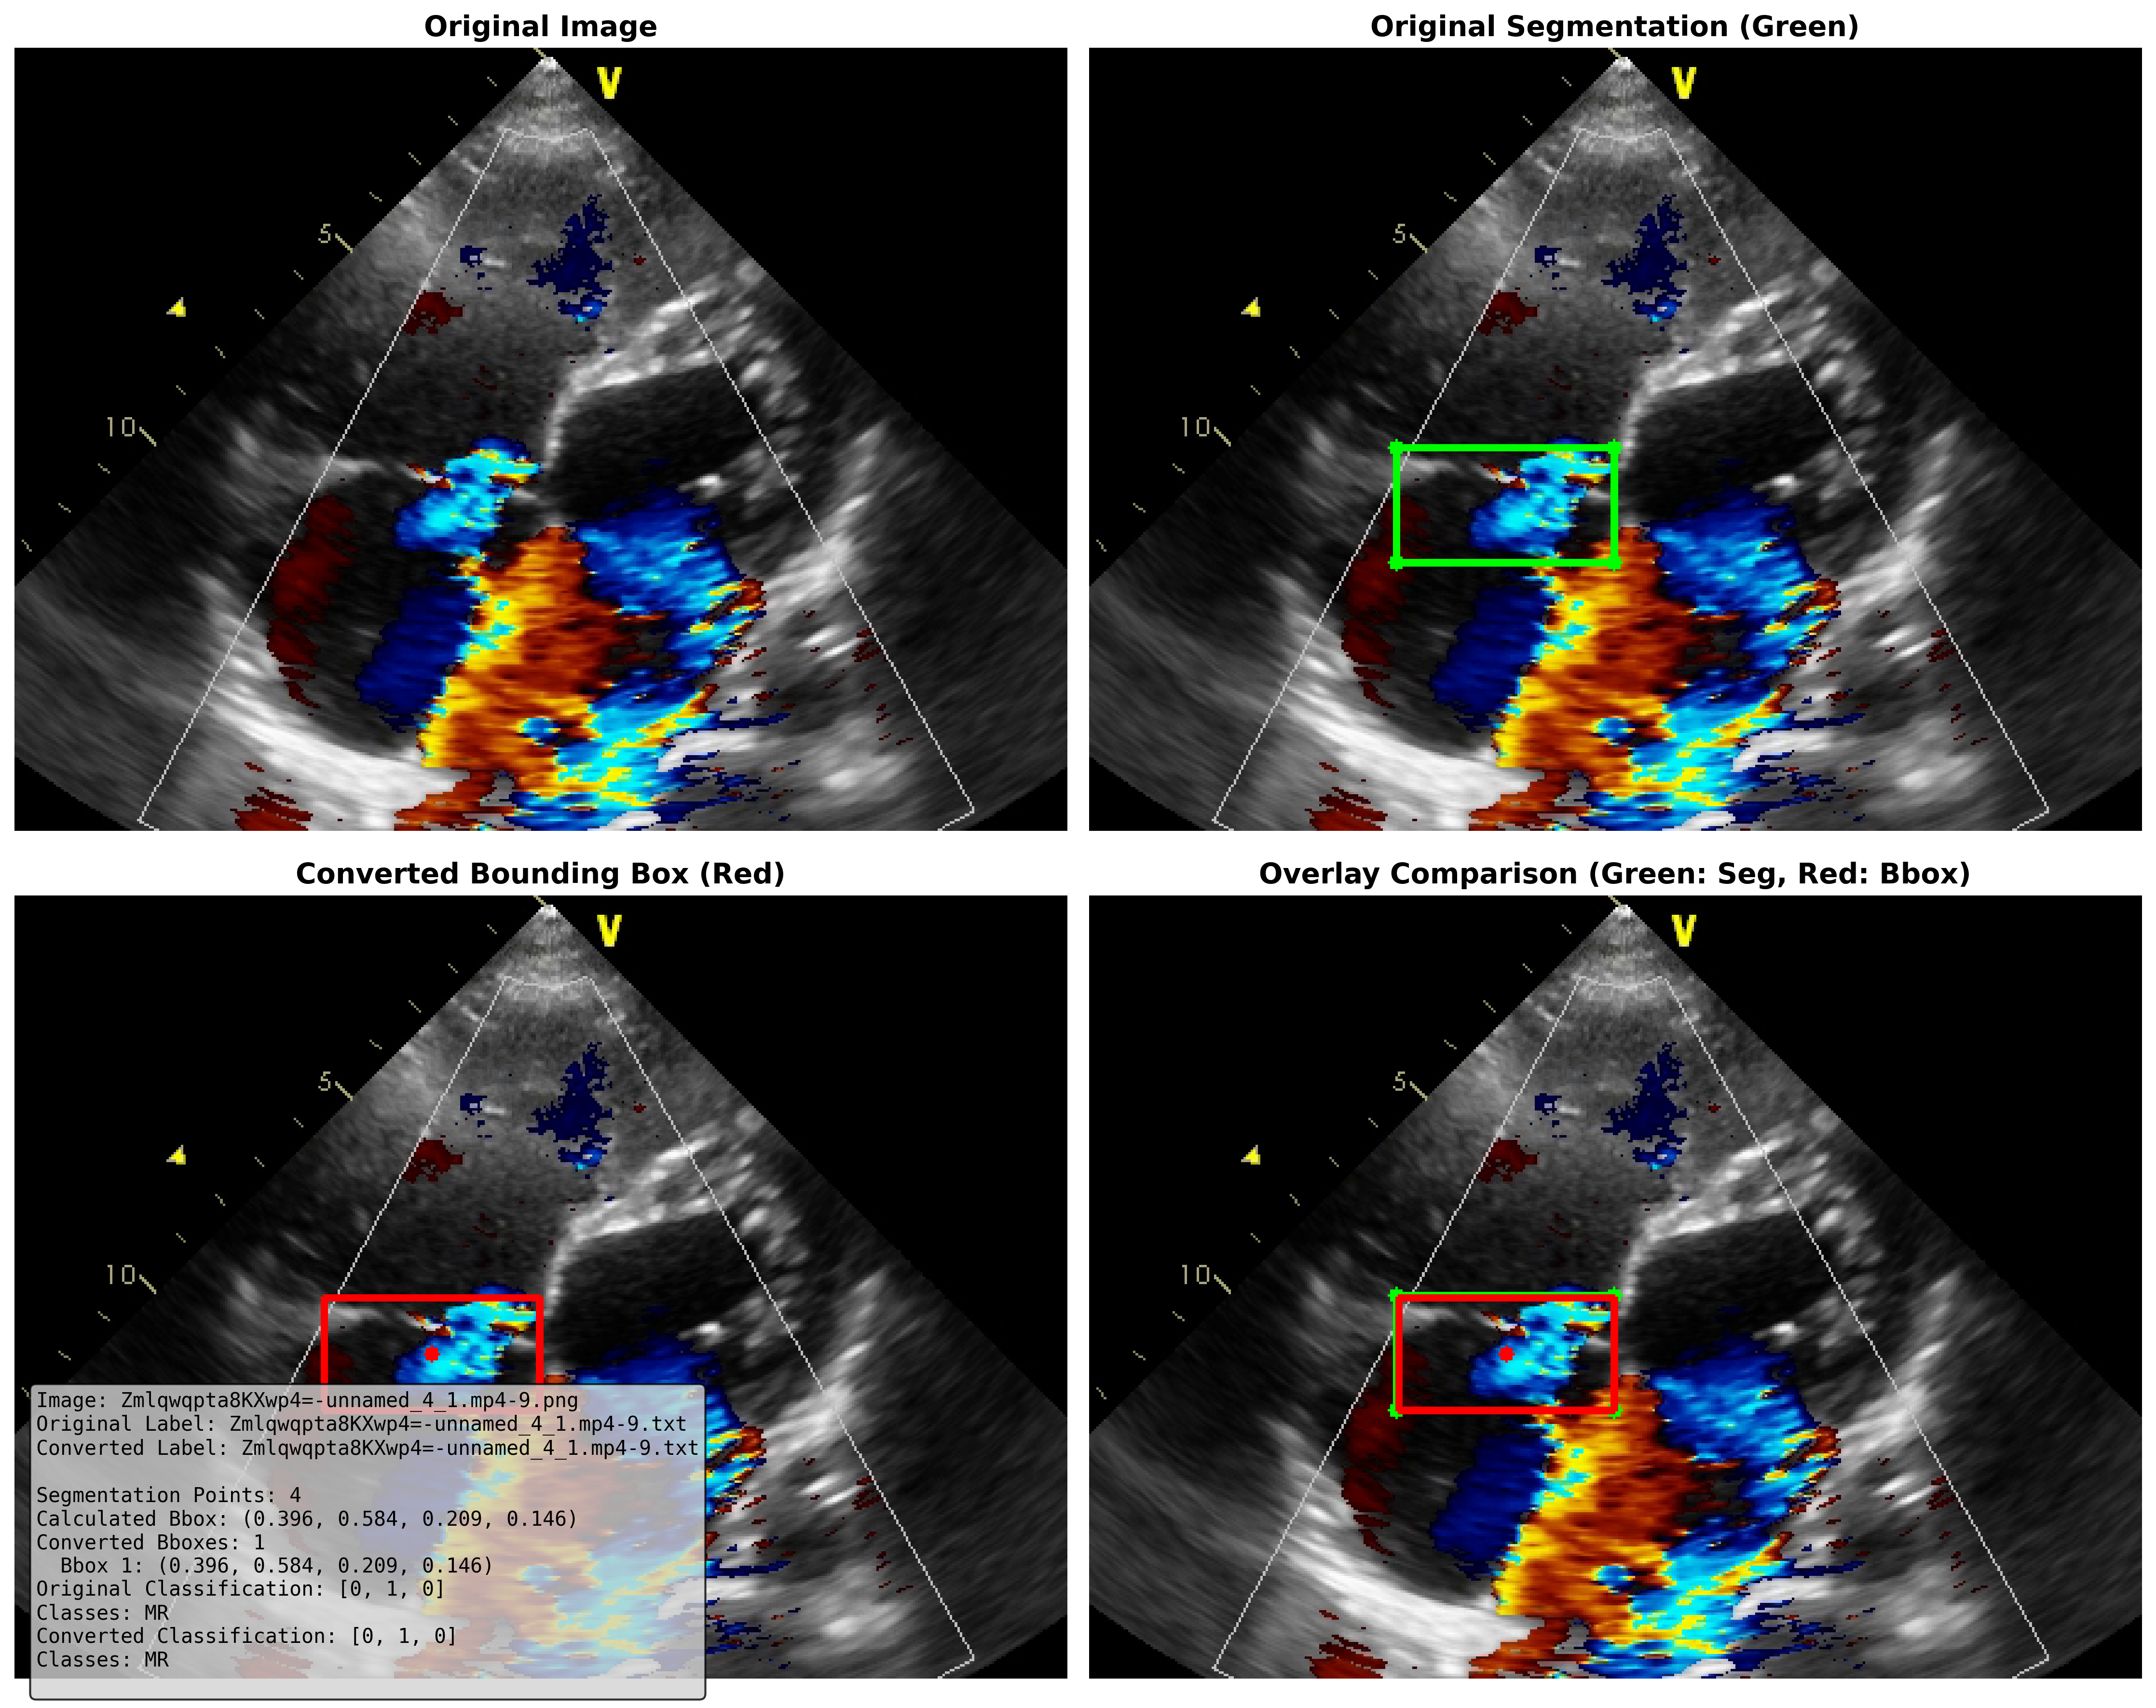 Original Image
Original Segmentation (Green)
V
5
10
V
5
10
Converted Bounding Box (Red)
Overlay Comparison (Green: Seg, Red: Bbox)
V
5
10
V
5
10
Image: Zmlqwqpta8KXwp4=-unnamed_4_1.mp4-9.png
Original Label: Zmlqwqpta8KXwp4=-unnamed_4_1.mp4-9.txt
Converted Label: Zmlqwqpta8KXwp4=-unnamed_4_1.mp4-9.txt
Segmentation Points: 4
Calculated Bbox: (0.396, 0.584, 0.209, 0.146)
Converted Bboxes: 1
Bbox 1: (0.396, 0.584, 0.209, 0.146)
Original Classification: [0, 1, 0]
Classes: MR
Converted Classification: [0, 1, 0]
Classes: MR